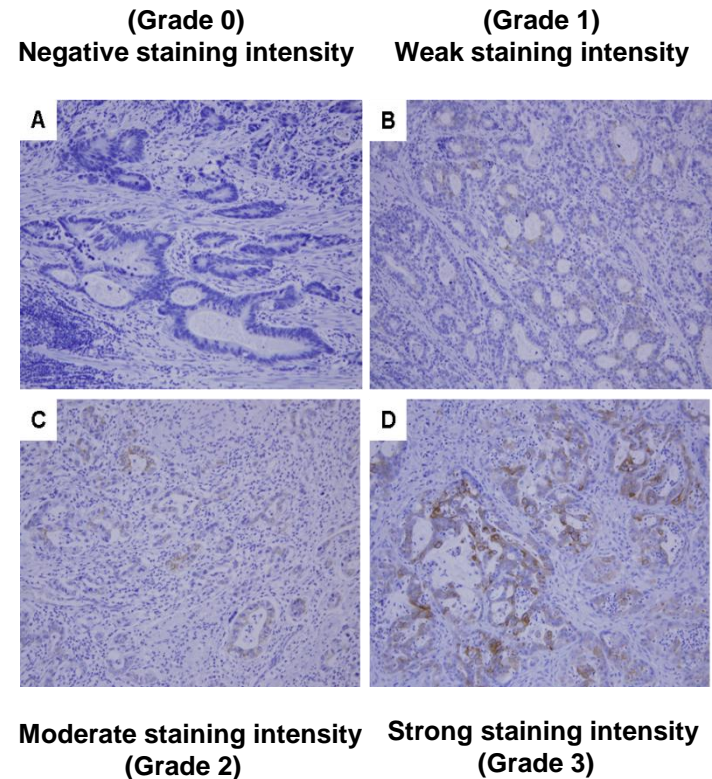 (Grade 0)
Negative staining intensity
(Grade 1)
Weak staining intensity
A
B
C
D
Moderate staining intensity
(Grade 2)
Strong staining intensity
(Grade 3)